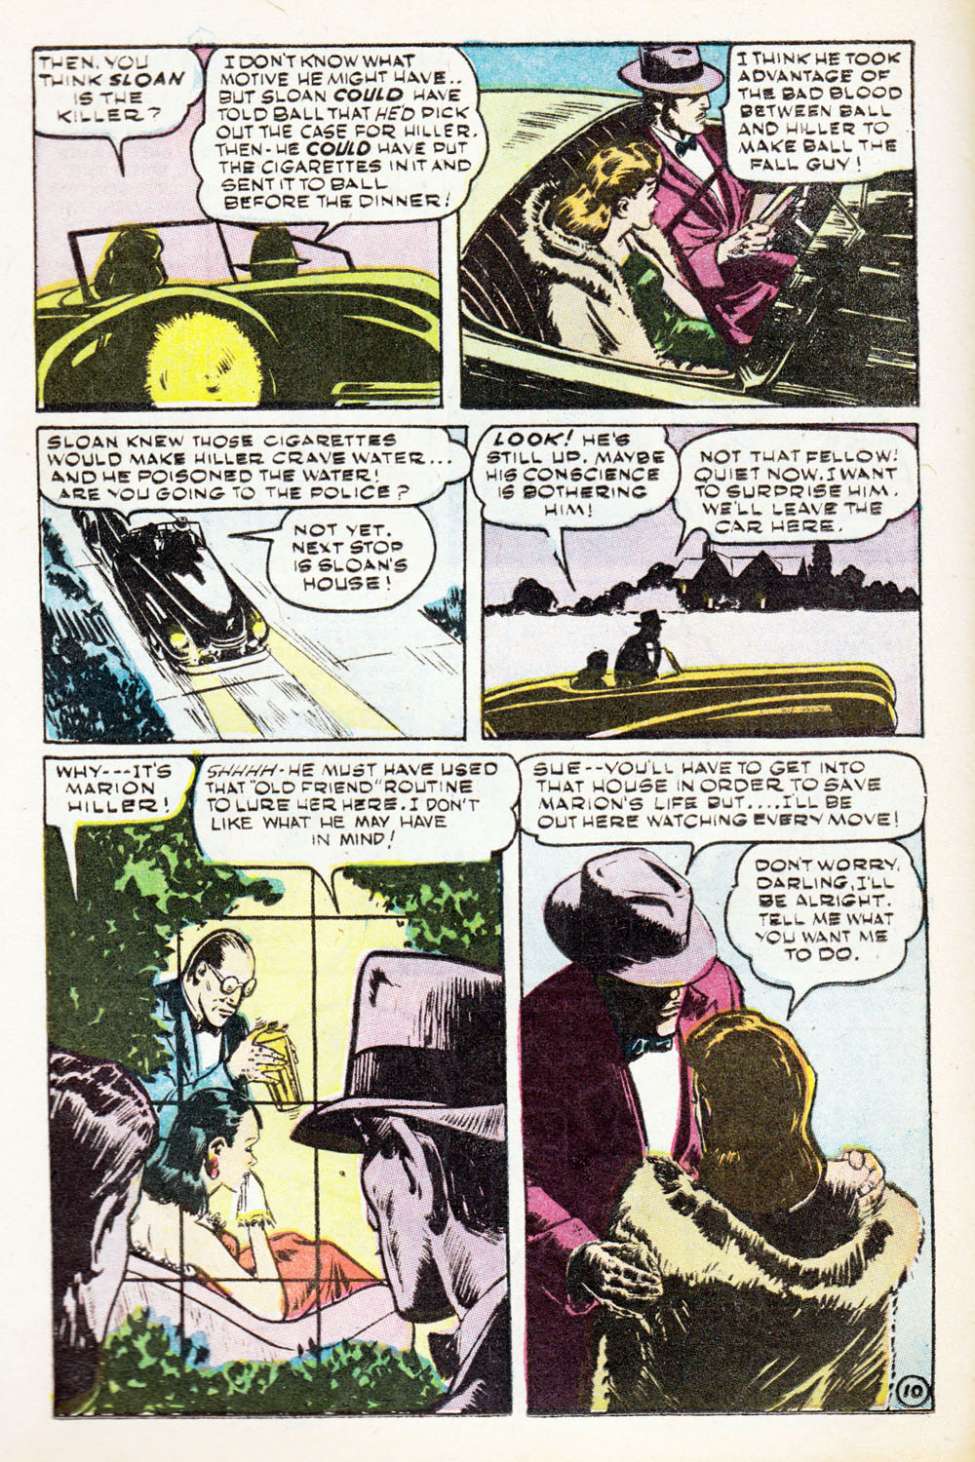 THEN, YOU
THINK SLOAN
IS THE
KILLER?
I DON'T KNOW WHAT
MOTIVE HE MIGHT HAVE..
BUT SLOAN COULD HAVE
TOLD BALL THAT HE'D PICK
OUT THE CASE FOR HILLER.
THEN-HE COULD HAVE PUT
THE CIGARETTES IN IT AND
SENT IT TO BALL
BEFORE THE DINNER!
I THINK HE TOOK
ADVANTAGE OF
THE BAD BLOOD
BETWEEN BALL
AND HILLER TO
MAKE BALL THE
FALL GUY!
SLOAN KNEW THOSE CIGARETTES
WOULD MAKE HILLER CRAVE WATER...
AND HE POISONED THE WATER!
ARE YOU GOING TO THE POLICE?
NOT YET.
NEXT STOP
IS SLOAN'S
HOUSE!
LOOK! HE'S
STILL UP. MAYBE
HIS CONSCIENCE
IS BOTHERING
HIM!
NOT THAT FELLOW!
QUIET NOW. I WANT
TO SURPRISE HIM.
WE'LL LEAVE THE
CAR HERE.
WHY---IT'S
MARION
HILLER!
SHHHH-HE MUST HAVE USED
THAT "OLD FRIEND" ROUTINE
TO LURE HER HERE. I DON'T
LIKE WHAT HE MAY HAVE
IN MIND!
SUE--YOU'LL HAVE TO GET INTO
THAT HOUSE IN ORDER TO SAVE
MARION'S LIFE BUT....I'LL BE
OUT HERE WATCHING EVERY MOVE!
DON'T WORRY,
DARLING, I'LL
BE ALRIGHT.
TELL ME WHAT
YOU WANT ME
TO DO.
10